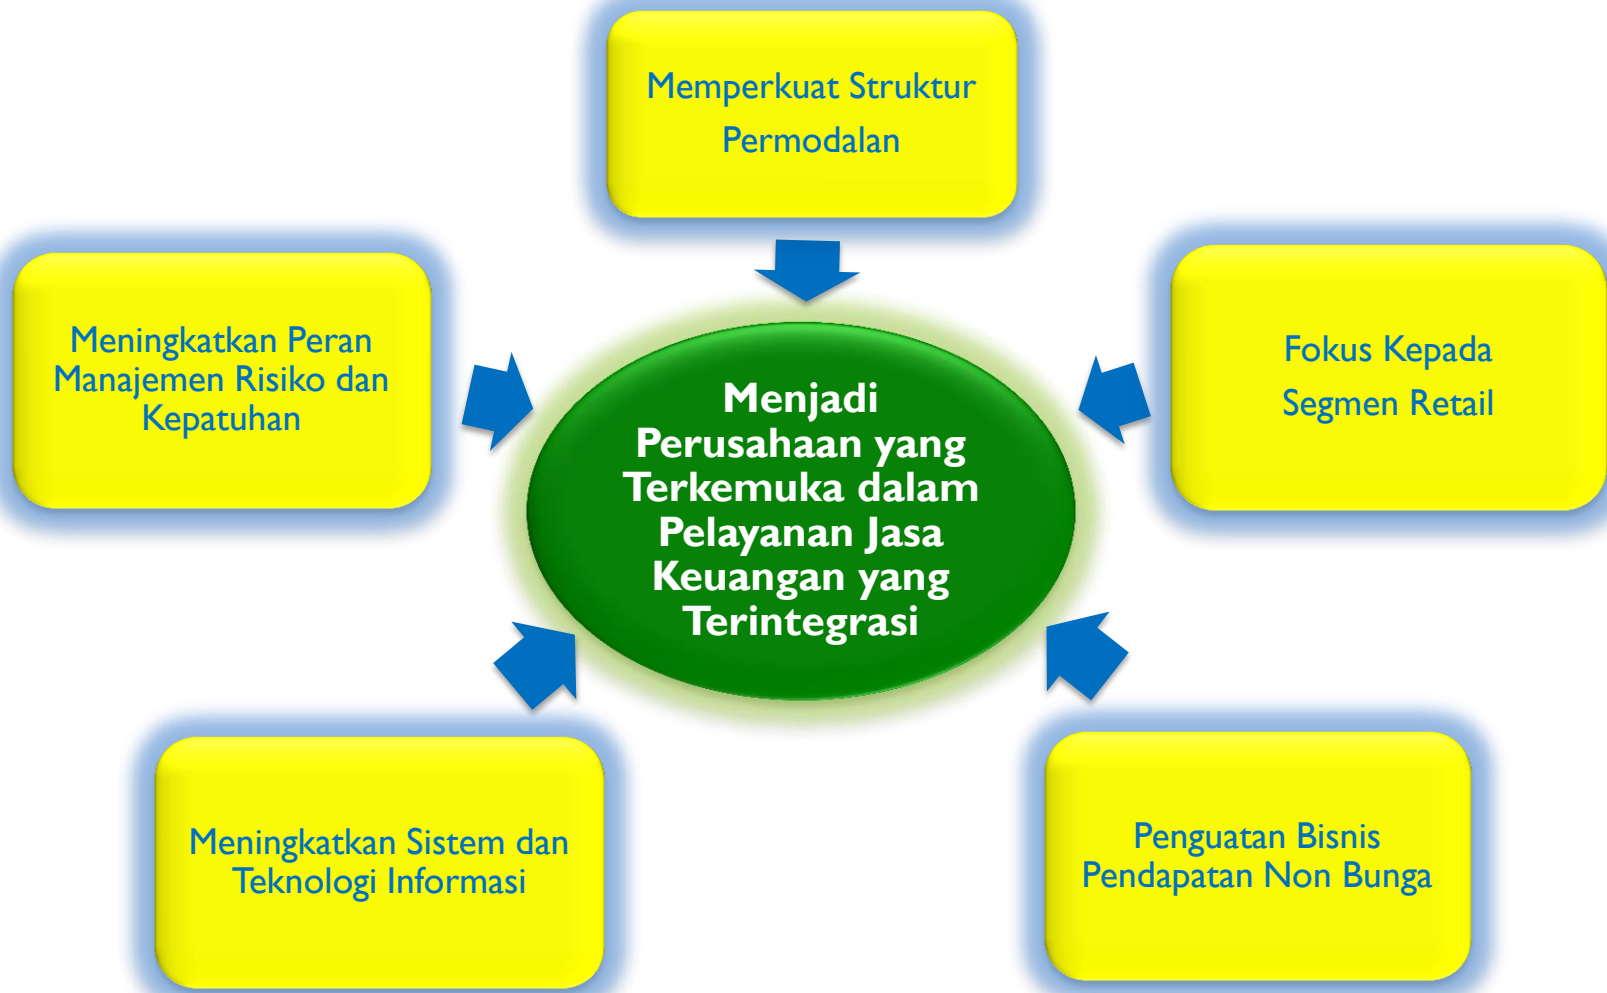 Memperkuat Struktur
Permodalan
Meningkatkan Peran
Manajemen Risiko dan
Kepatuhan
Fokus Kepada
Segmen Retail
Menjadi
Perusahaan yang
Terkemuka dalam
Pelayanan Jasa
Keuangan yang
Terintegrasi
Meningkatkan Sistem dan
Teknologi Informasi
Penguatan Bisnis
Pendapatan Non Bunga